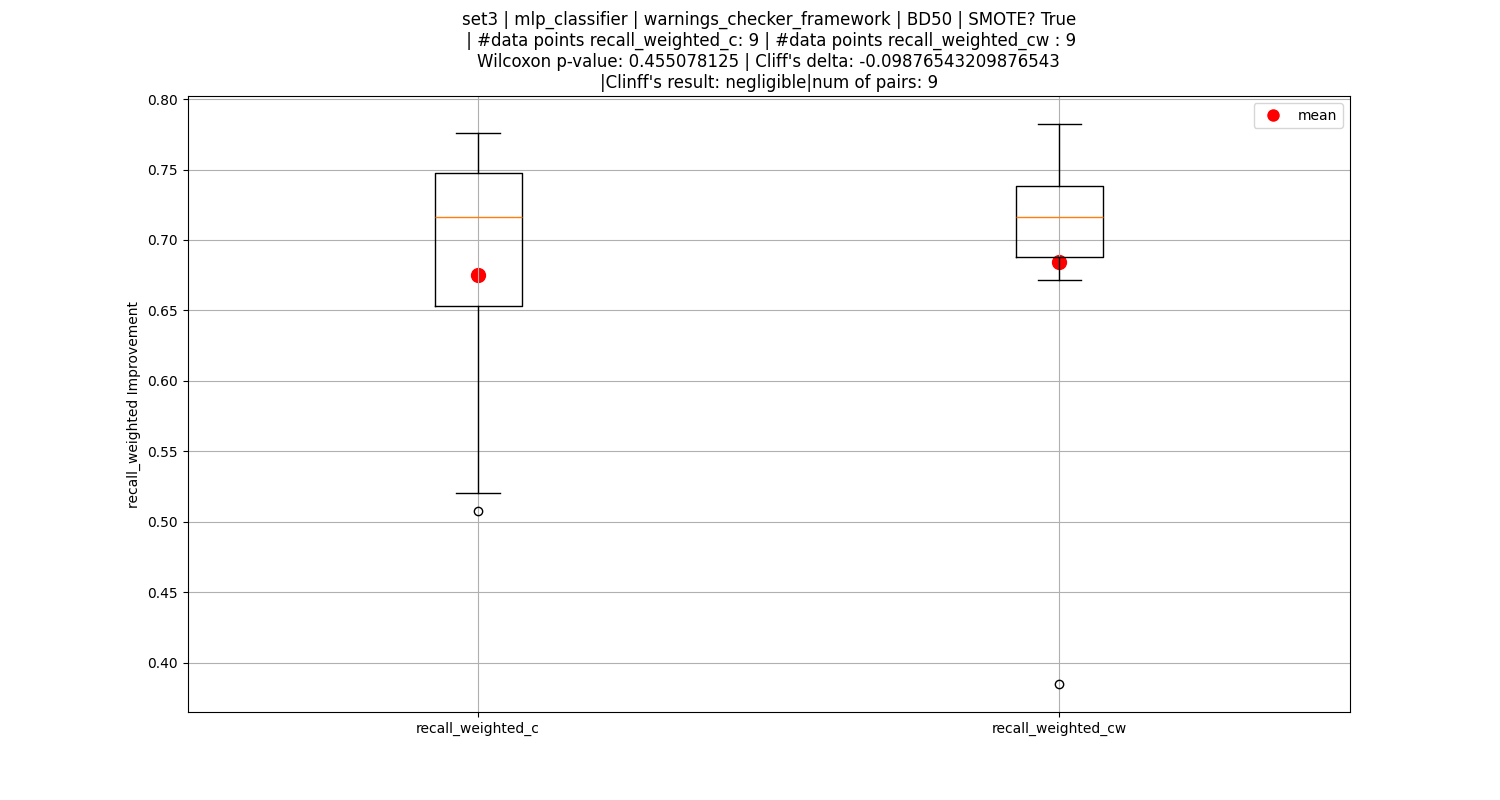 set3 | mlp_classifier | warnings_checker_framework | BD50 | SMOTE? True
| #data points recall_weighted_c: 9 | #data points recall_weighted_cw : 9
Wilcoxon p-value: 0.455078125 | Cliff's delta: -0.09876543209876543
|Clinff's result: negligible|num of pairs: 9
mean
0.80
0.75
0.70
0.65
0.60
0.55
0.50
0.45
0.40
recall_weighted Improvement
recall_weighted_c
recall_weighted_cw